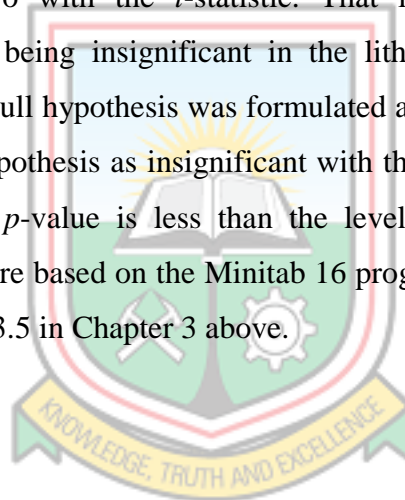 with the t-statistic. That
being insignificant in the lith
ull hypothesis was formulated a
pothesis as insignificant with th
p-value is less than the level
re based on the Minitab 16 prog
3.5 in Chapter 3 above.
KNOWLEDGE, TRUTH AND EXCELLENCE